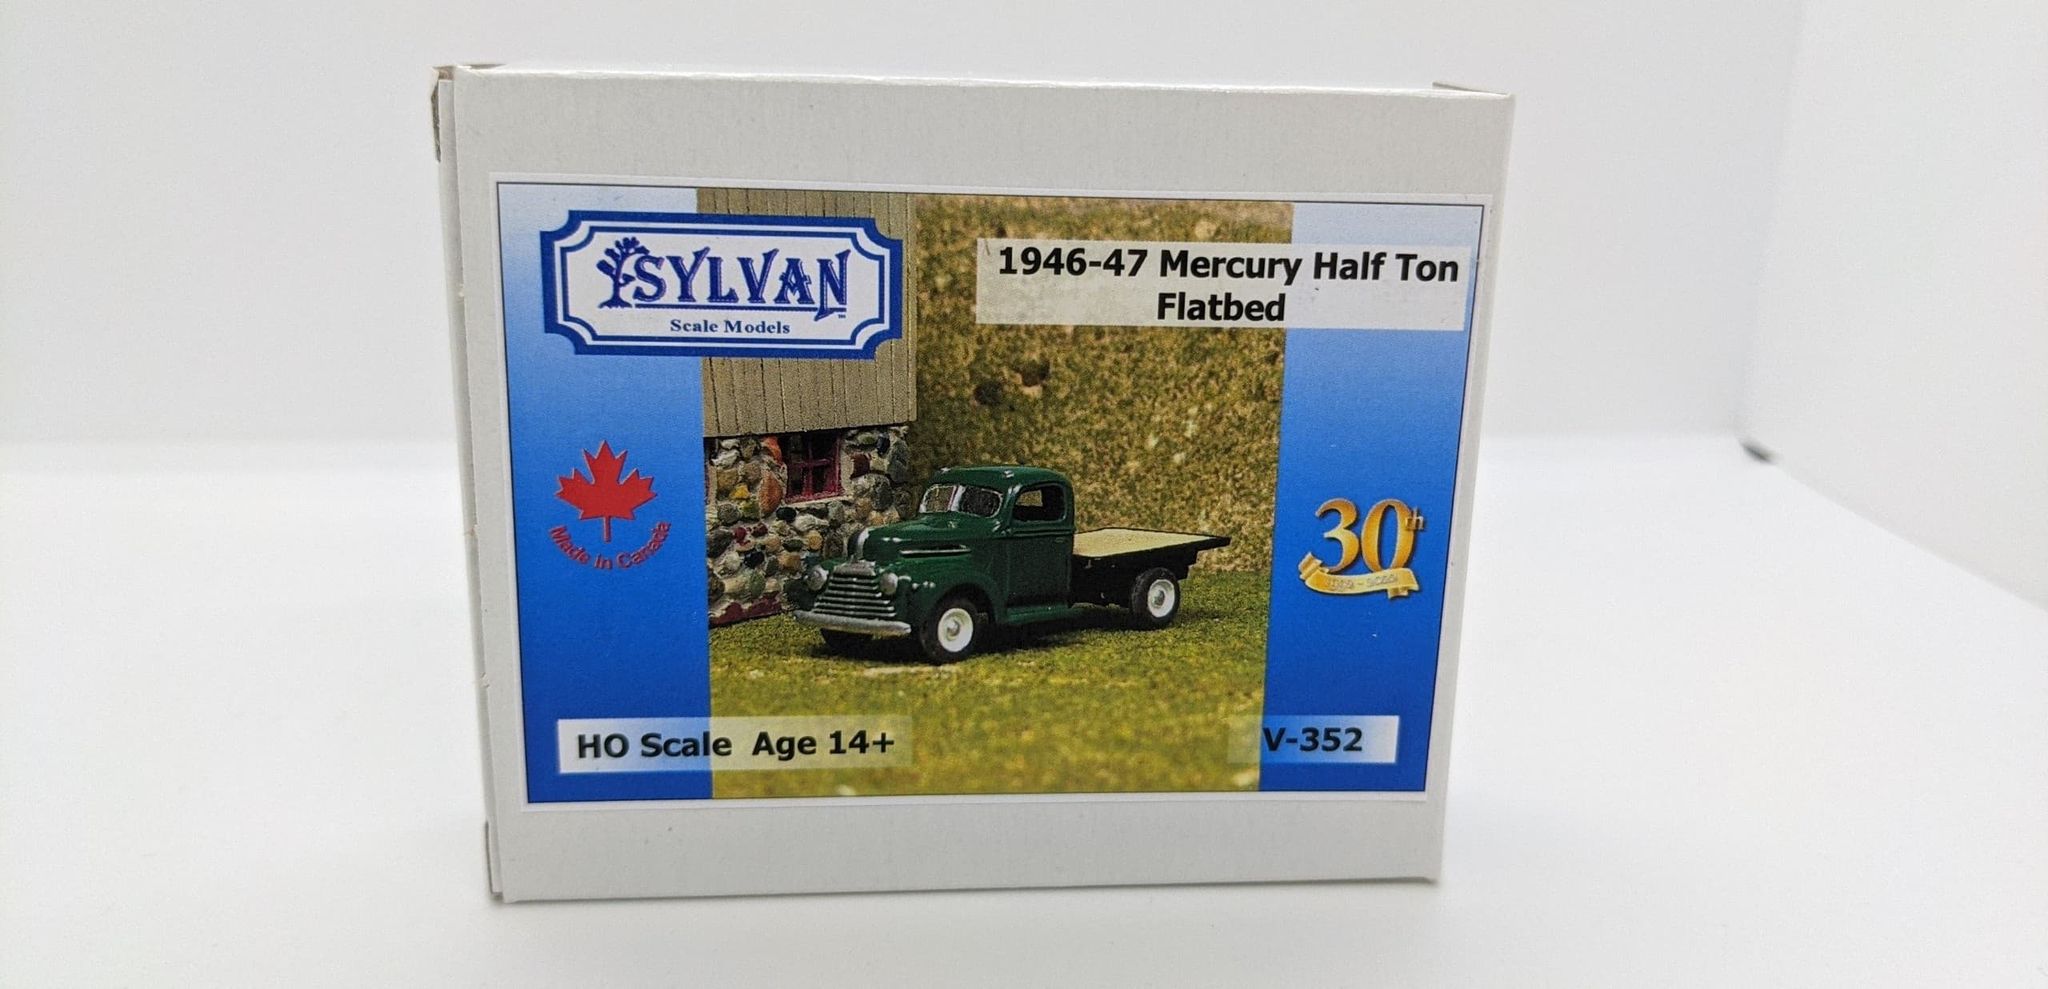 SYLVAN
Scale Models
1946-47 Mercury Half Ton
Flatbed
Made in Canada
30th
HO Scale Age 14+
V-352